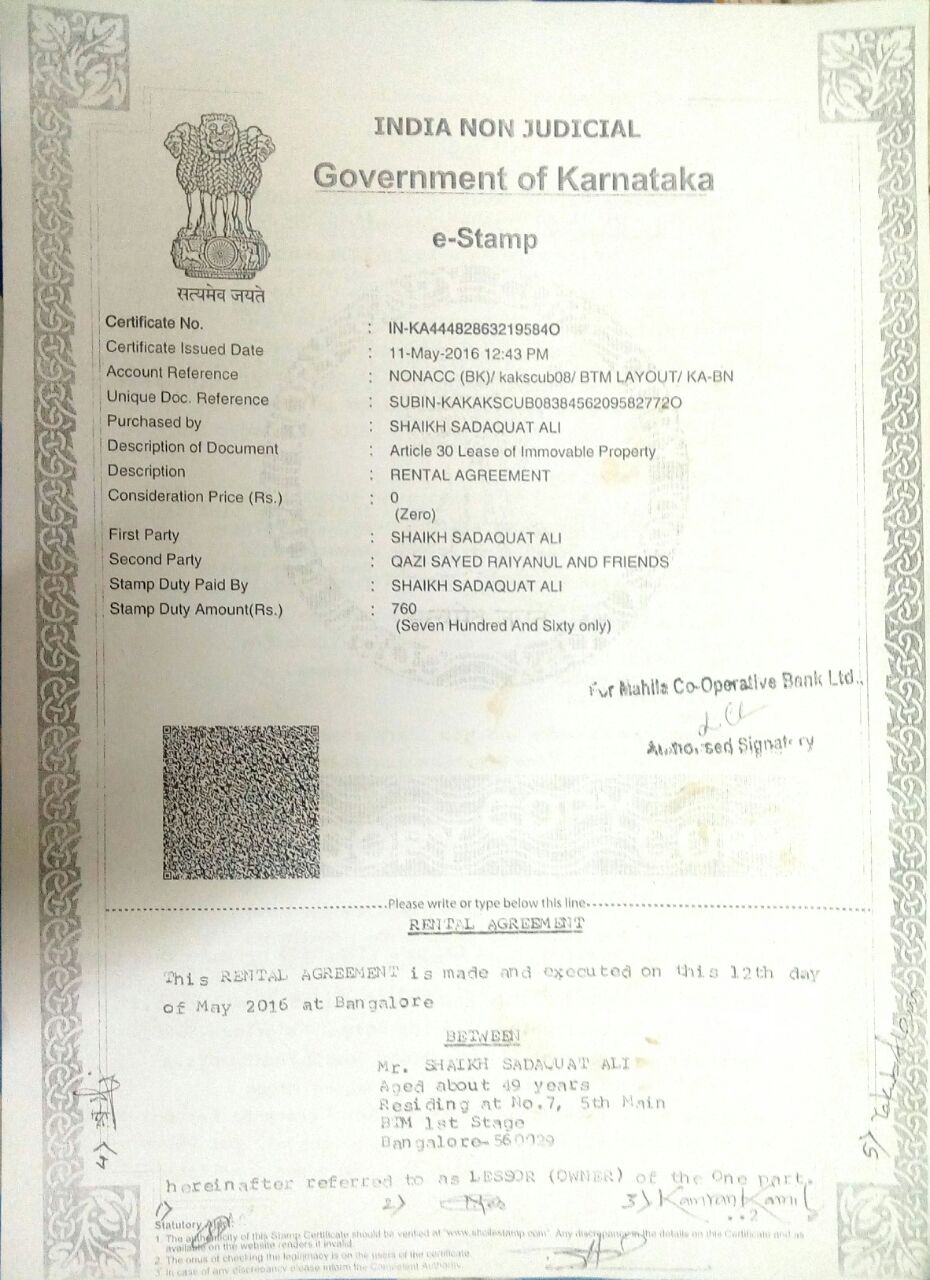 INDIA NON JUDICIAL
Government of Karnataka
e-Stamp
सत्यमेव जयते
Certificate No. : IN-KA44482863219584O
Certificate Issued Date : 11-May-2016 12:43 PM
Account Reference : NONACC (BK)/ kakscub08/ BTM LAYOUT/ KA-BN
Unique Doc. Reference : SUBIN-KAKAKSCUB0838456209582772O
Purchased by : SHAIKH SADAQUAT ALI
Description of Document : Article 30 Lease of Immovable Property
Description : RENTAL AGREEMENT
Consideration Price (Rs.) : 0
(Zero)
First Party : SHAIKH SADAQUAT ALI
Second Party : QAZI SAYED RAIYANUL AND FRIENDS
Stamp Duty Paid By : SHAIKH SADAQUAT ALI
Stamp Duty Amount(Rs.) : 760
(Seven Hundred And Sixty only)
For Mahila Co-Operative Bank Ltd.,
Authorised Signatory
Please write or type below this line
RENTAL AGREEMENT
This RENTAL AGREEMENT is made and executed on this 12th day
of May 2016 at Bangalore
BETWEEN
Mr. SHAIKH SADAQUAT ALI
Aged about 49 years
Residing at No.7, 5th Main
BTM 1st Stage
Bangalore-560029
hereinafter referred to as LESSOR (OWNER) of the One part.
1) 2) 3) Kamran Kamil
..2
4)
5)
Statutory Alert:
1. The authenticity of this Stamp Certificate should be verified at "www.shcilestamp.com". Any discrepancy in the details on this Certificate and as
available on the website renders it invalid.
2. The onus of checking the legitimacy is on the users of the certificate.
3. In case of any discrepancy please inform the Competent Authority.